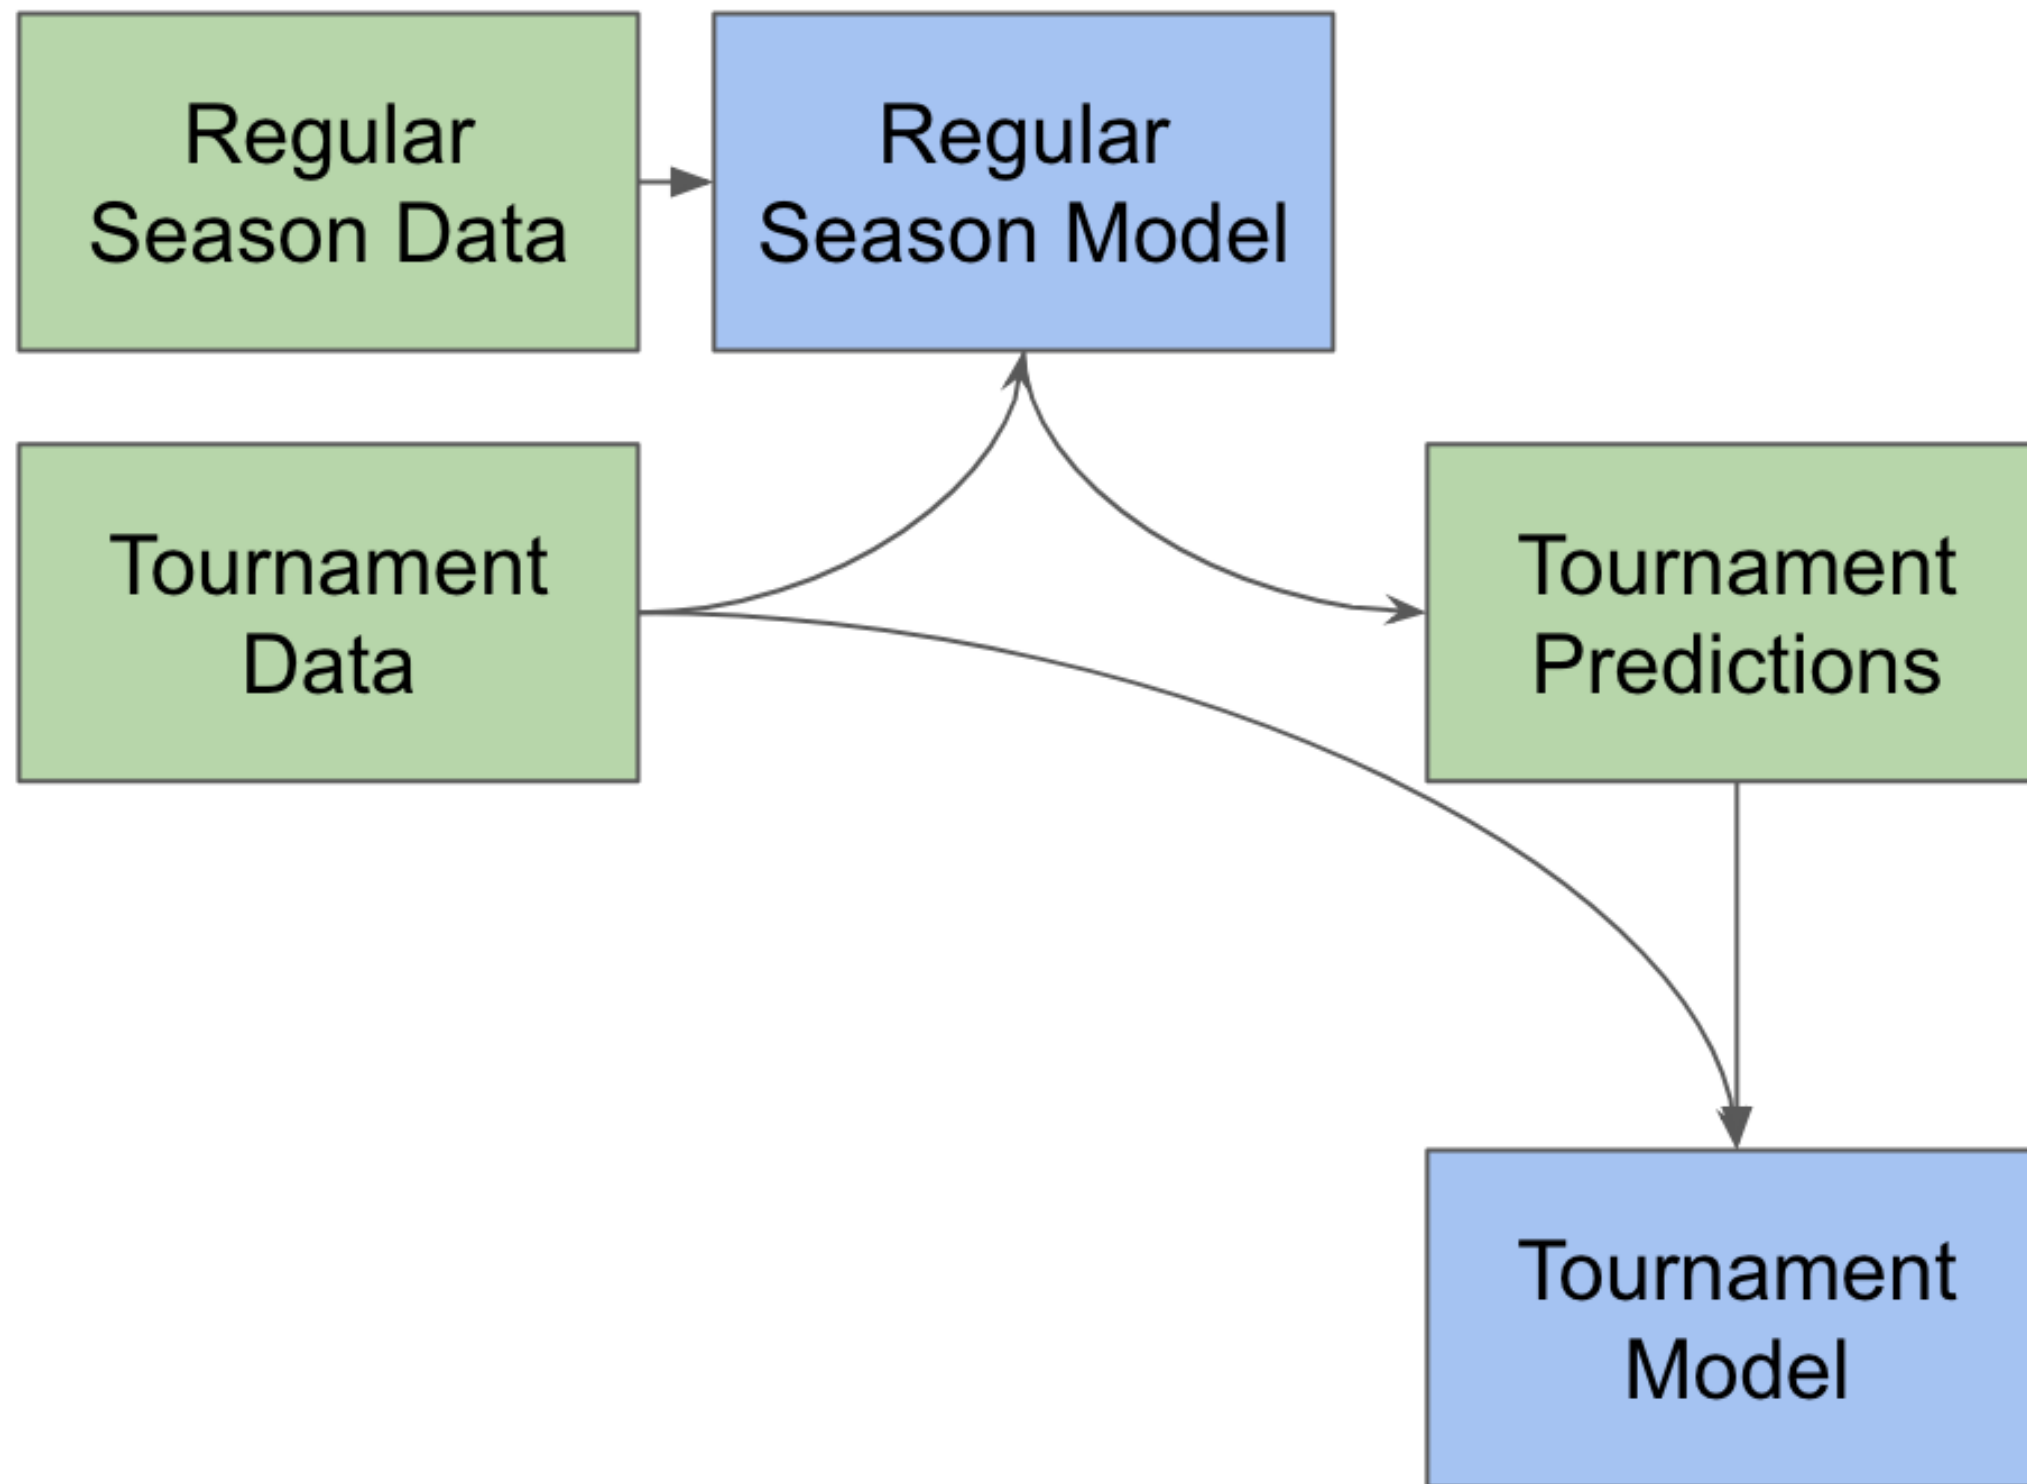 Regular
Season Data
Regular
Season Model
Tournament
Data
Tournament
Predictions
Tournament
Model